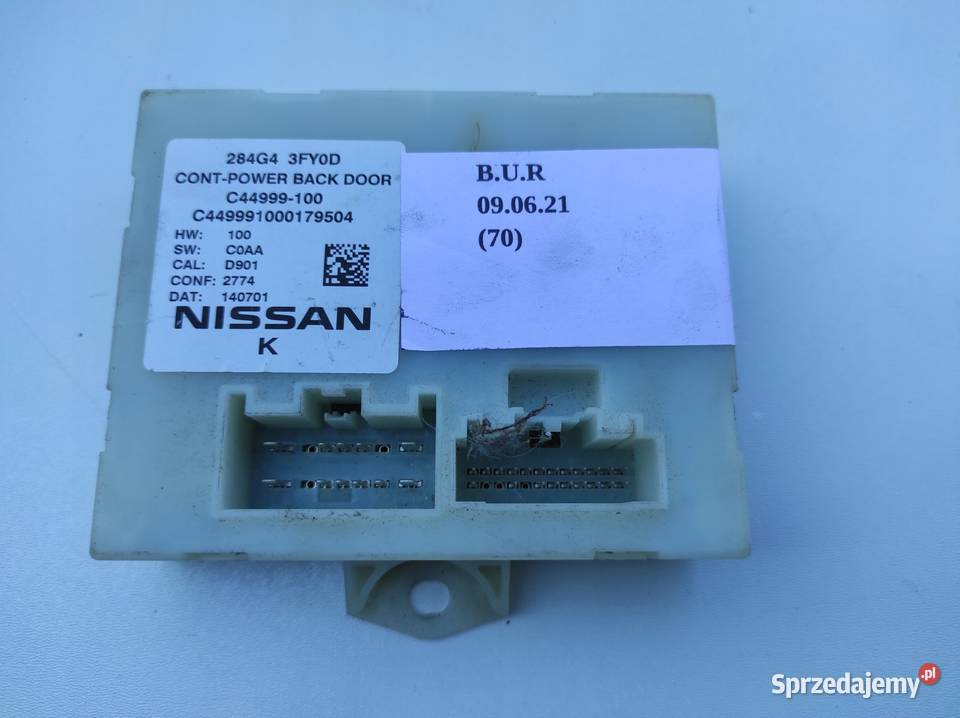 284G4 3FY0D
CONT-POWER BACK DOOR
C44999-100
C449991000179504
HW: 100
SW: C0AA
CAL: D901
CONF: 2774
DAT: 140701
NISSAN
K
B.U.R
09.06.21
(70)
Sprzedajemy.pl